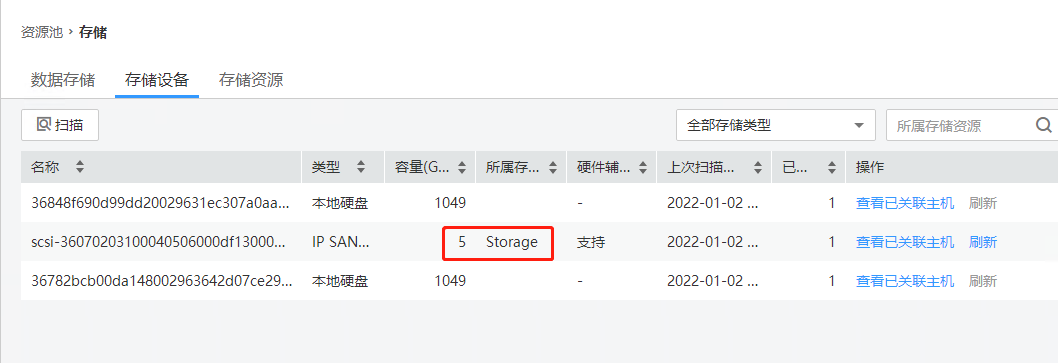 资源池 › 存储
数据存储 存储设备 存储资源
扫描 全部存储类型 所属存储资源
名称 类型 容量(G... 所属存... 硬件辅... 上次扫描... 已... 操作
36848f690d99dd20029631ec307a0aa... 本地硬盘 1049 - 2022-01-02 ... 1 查看已关联主机 刷新
scsi-36070203100040506000df13000... IP SAN... 5 Storage 支持 2022-01-02 ... 1 查看已关联主机 刷新
36782bcb00da148002963642d07ce29... 本地硬盘 1049 - 2022-01-02 ... 1 查看已关联主机 刷新